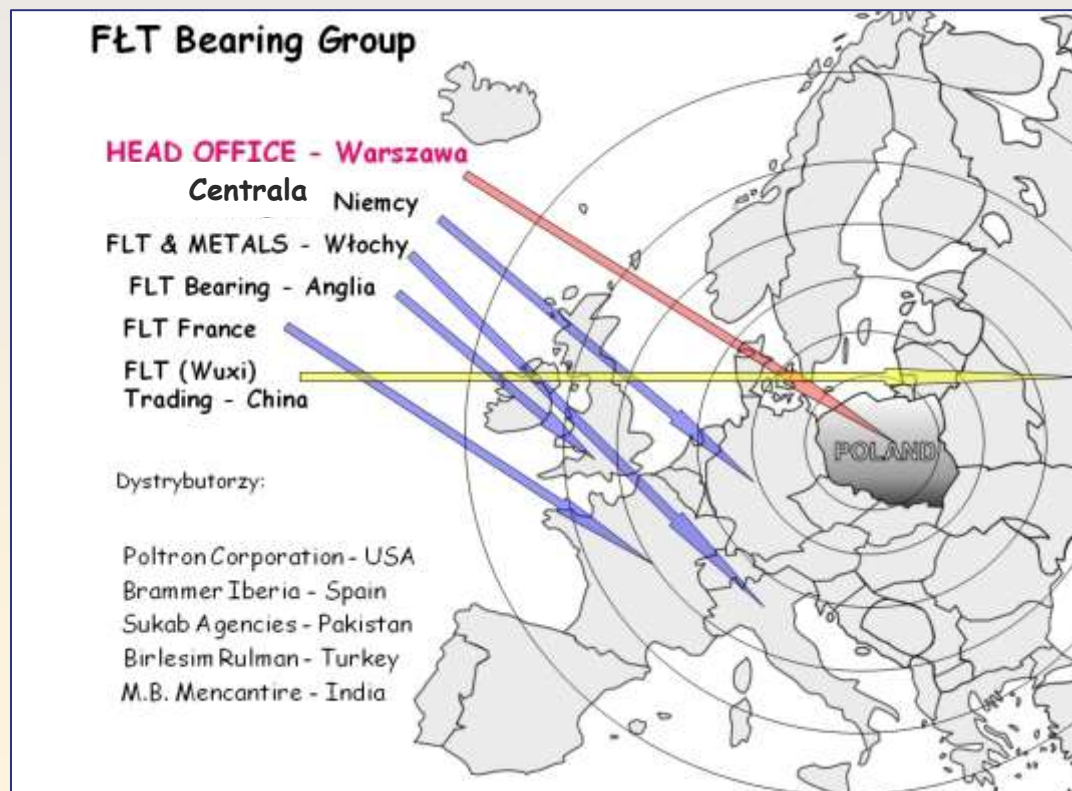 FŁT Bearing Group
HEAD OFFICE - Warszawa
Centrala
Niemcy
FLT & METALS - Włochy
FLT Bearing - Anglia
FLT France
FLT (Wuxi)
Trading - China
POLAND
Dystrybutorzy:
Poltron Corporation - USA
Brammer Iberia - Spain
Sukab Agencies - Pakistan
Birlesim Rulman - Turkey
M.B. Mencantire - India